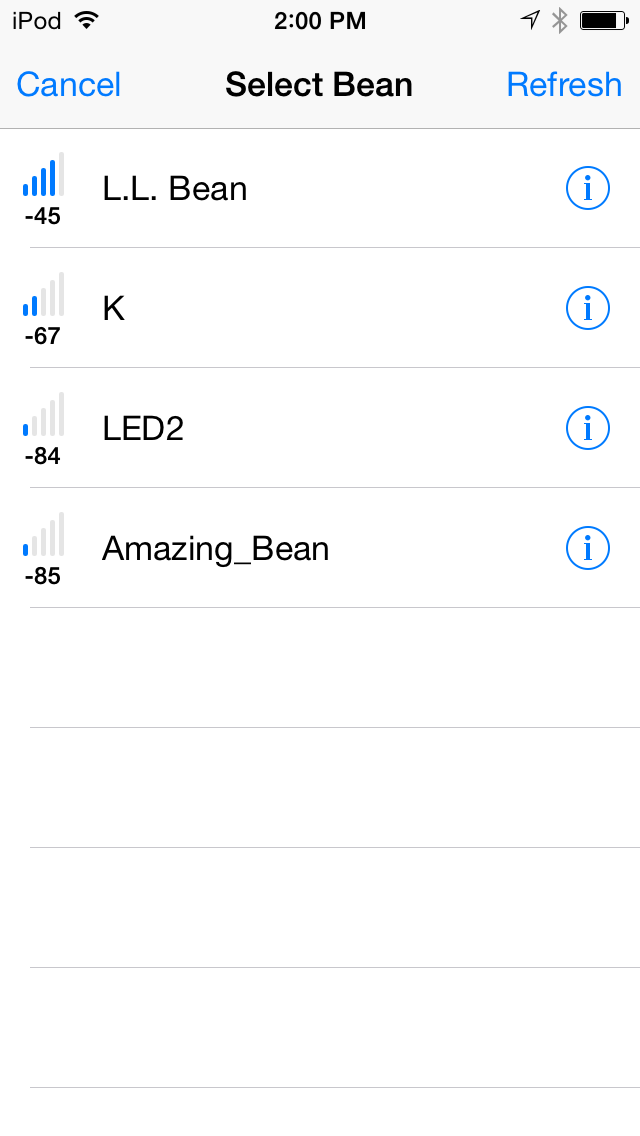 iPod 2:00 PM
Cancel Select Bean Refresh
L.L. Bean
-45
K
-67
LED2
-84
Amazing_Bean
-85